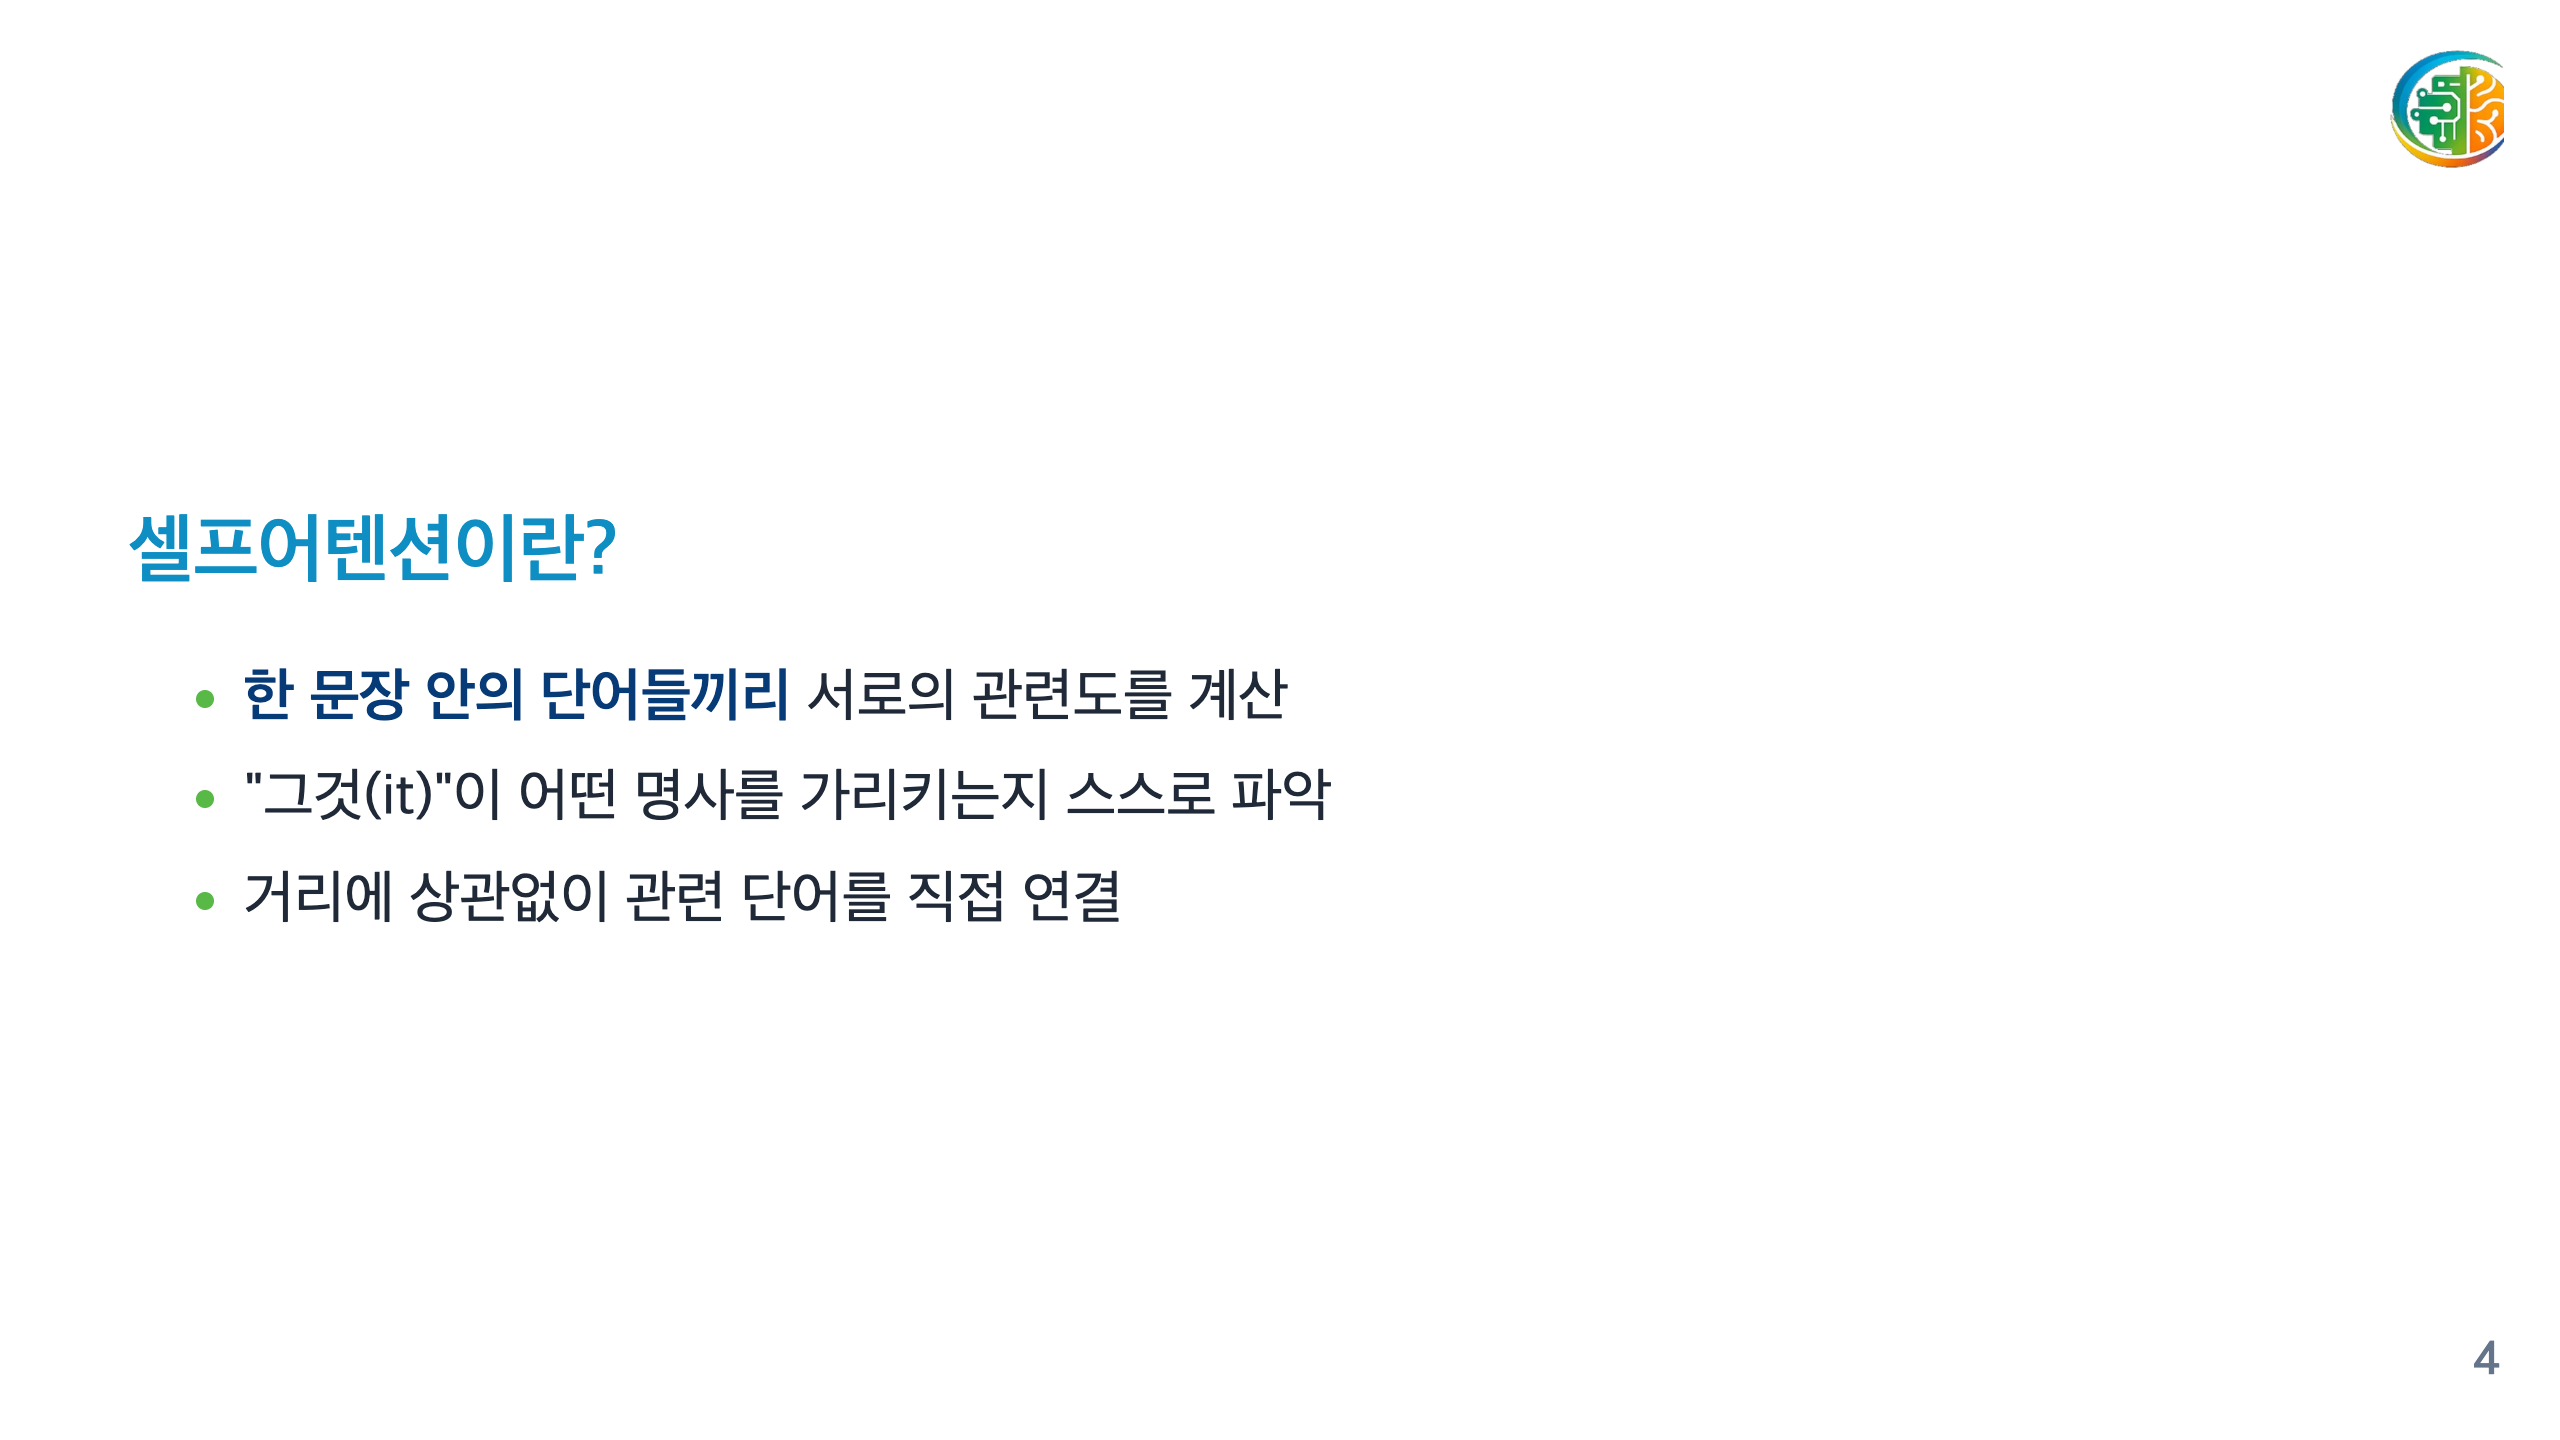 셀프어텐션이란?
• 한 문장 안의 단어들끼리 서로의 관련도를 계산
• "그것(it)"이 어떤 명사를 가리키는지 스스로 파악
• 거리에 상관없이 관련 단어를 직접 연결
4